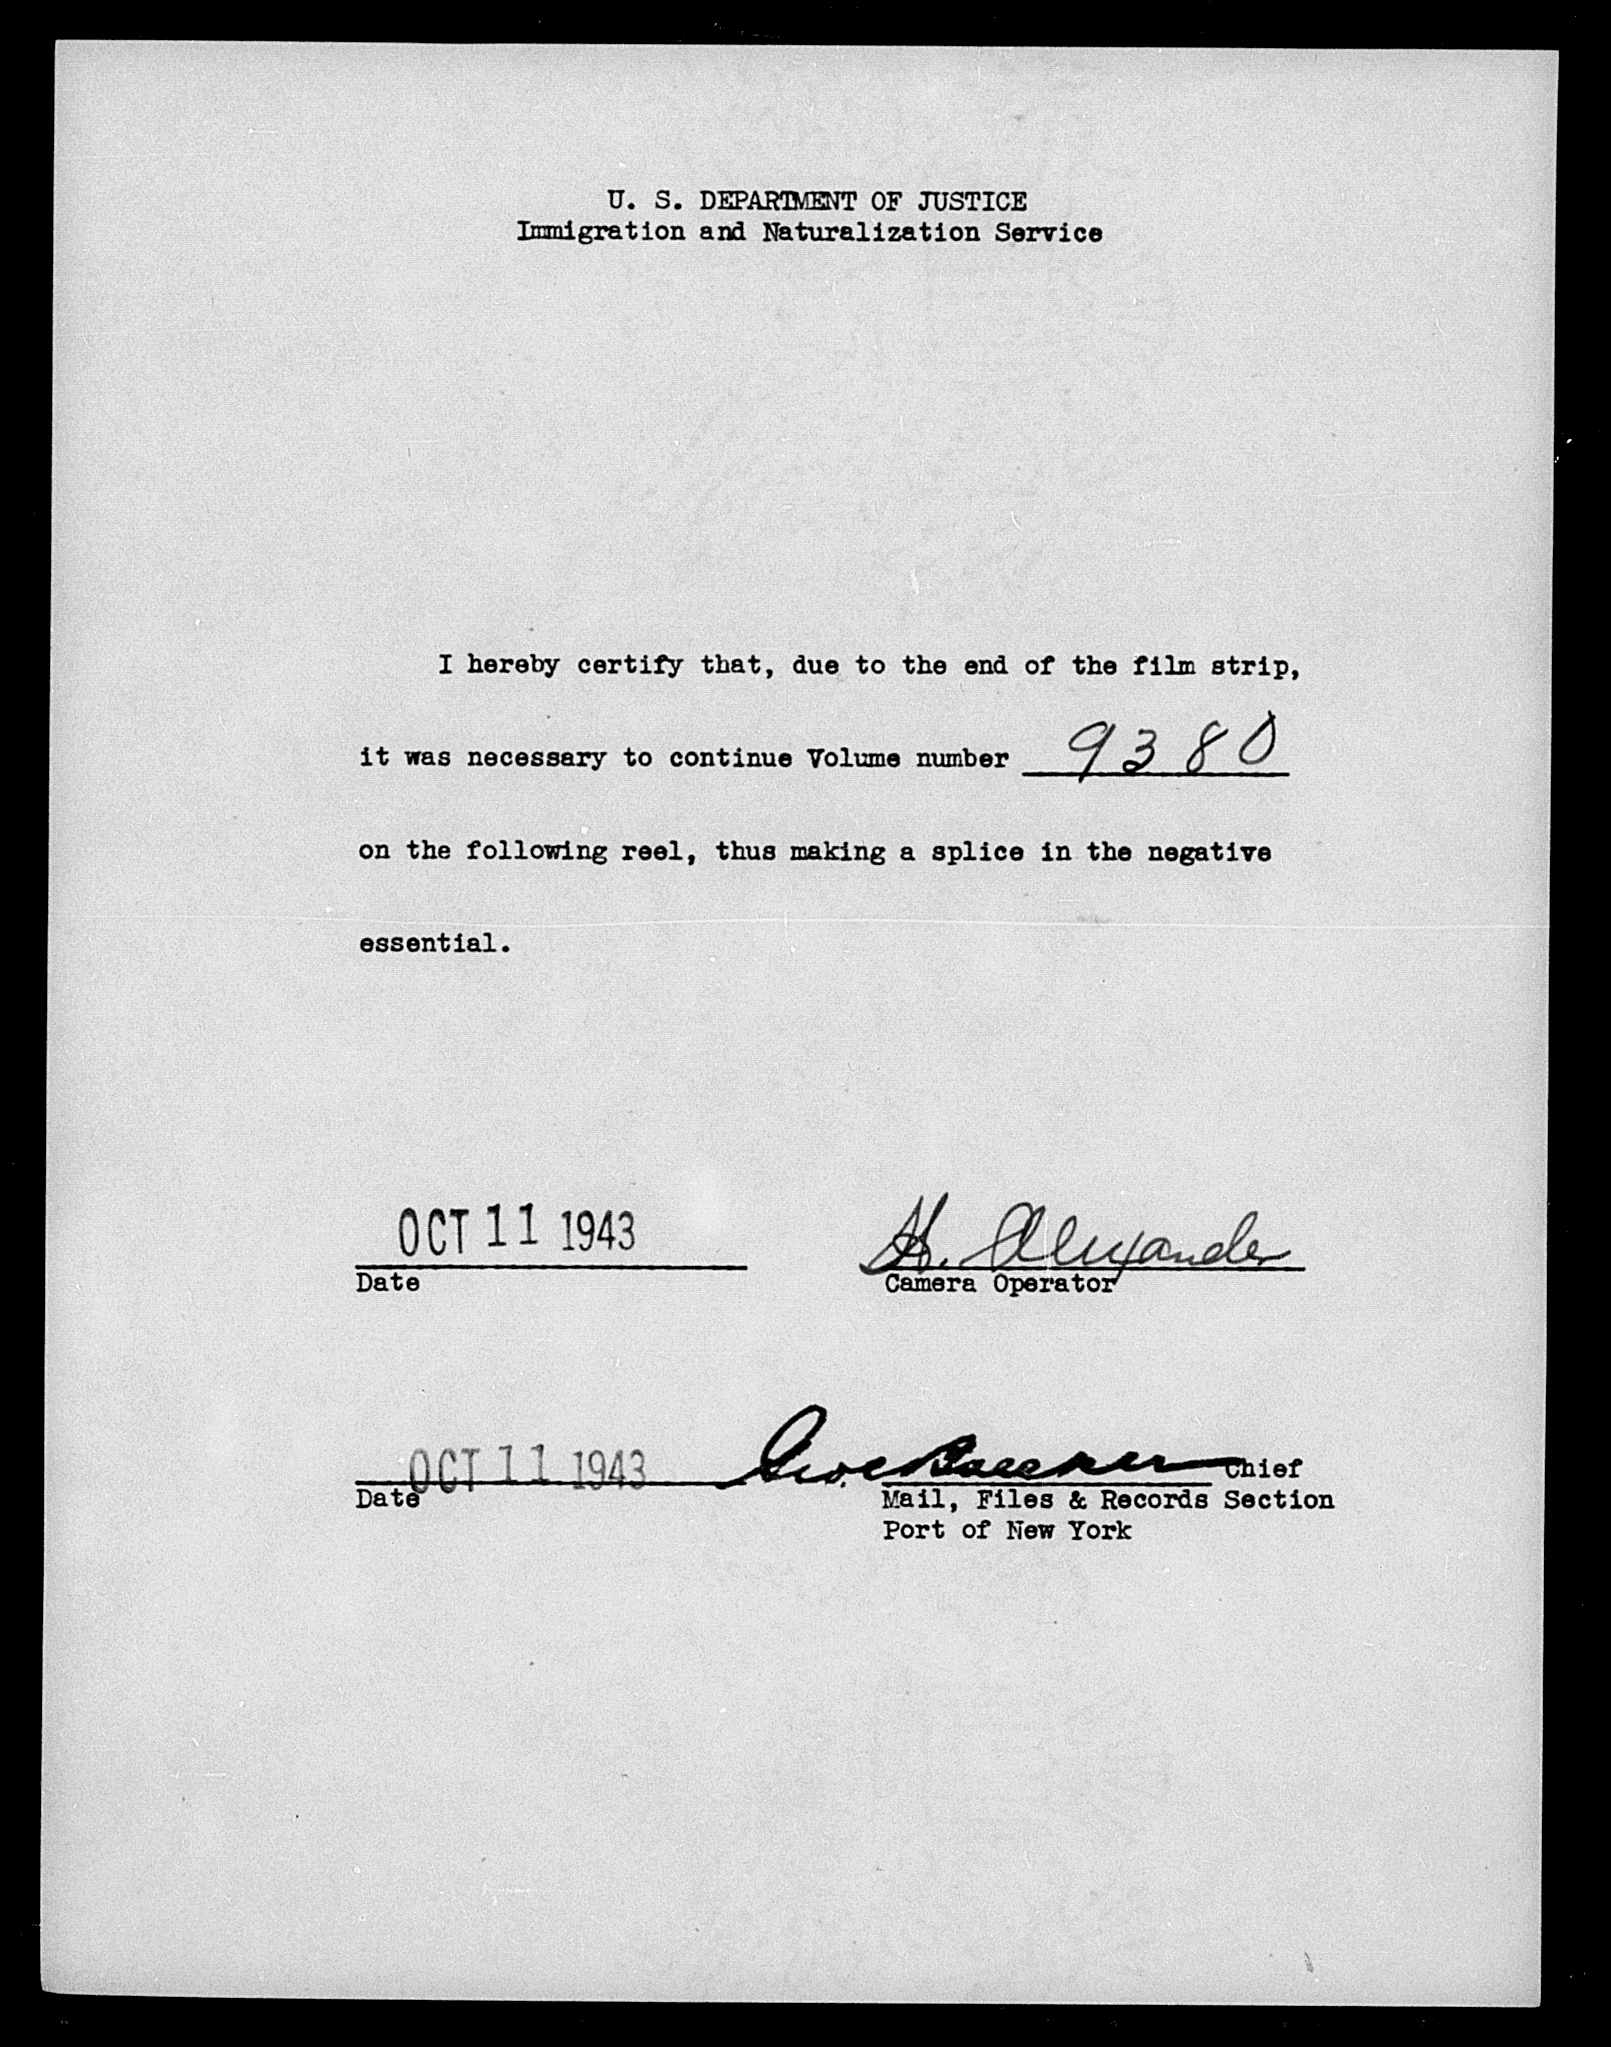 U. S. DEPARTMENT OF JUSTICE
Immigration and Naturalization Service
I hereby certify that, due to the end of the film strip,
it was necessary to continue Volume number 9380
on the following reel, thus making a splice in the negative
essential.
OCT 11 1943 H. Alexander
Date Camera Operator
OCT 11 1943 Geo. Chief
Date Mail, Files & Records Section
Port of New York